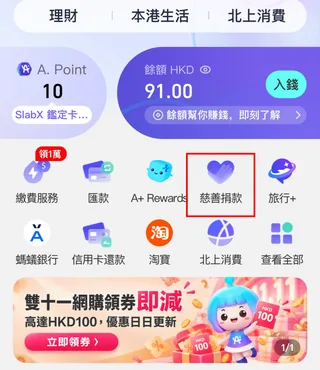 理財 本港生活 北上消費
A. Point
10
SlabX 鑑定卡...
餘額 HKD
91.00
入錢
餘額幫你賺錢，即刻了解 >
領1萬
繳費服務 匯款 A+ Rewards 慈善捐款 旅行+
螞蟻銀行 信用卡還款 淘寶 北上消費 查看全部
淘
雙十一網購領券即減
高達HKD100，優惠日日更新
立即領券 >
HKD 100
1/1